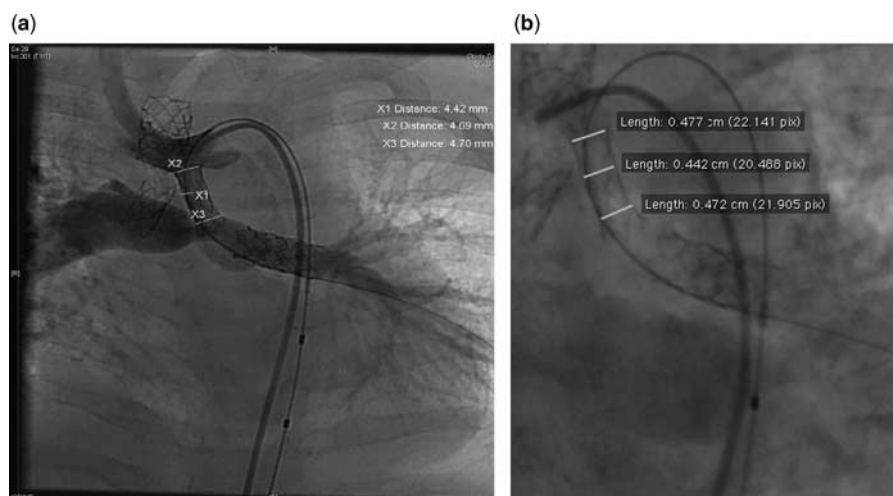 (a)
(b)
X1 Distance: 4.42 mm
X2 Distance: 4.69 mm
X3 Distance: 4.70 mm
X2
X1
X3
Length: 0.477 cm (22.141 pix)
Length: 0.442 cm (20.488 pix)
Length: 0.472 cm (21.905 pix)